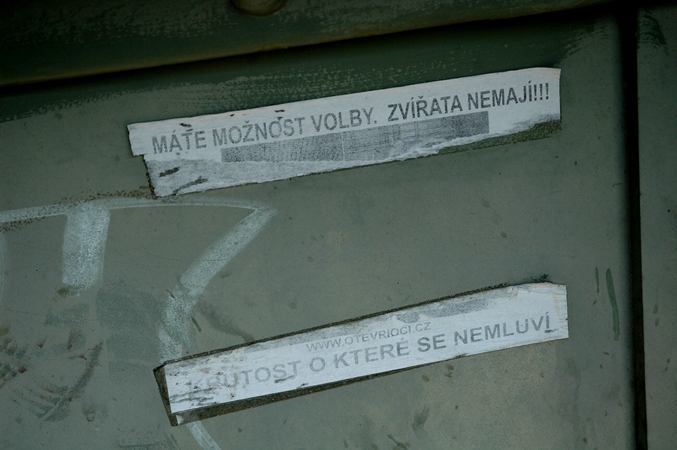 MÁTE MOŽNOST VOLBY. ZVÍŘATA NEMAJÍ!!!
WWW.OTEVRIOCI.CZ
KRUTOST O KTERÉ SE NEMLUVÍ